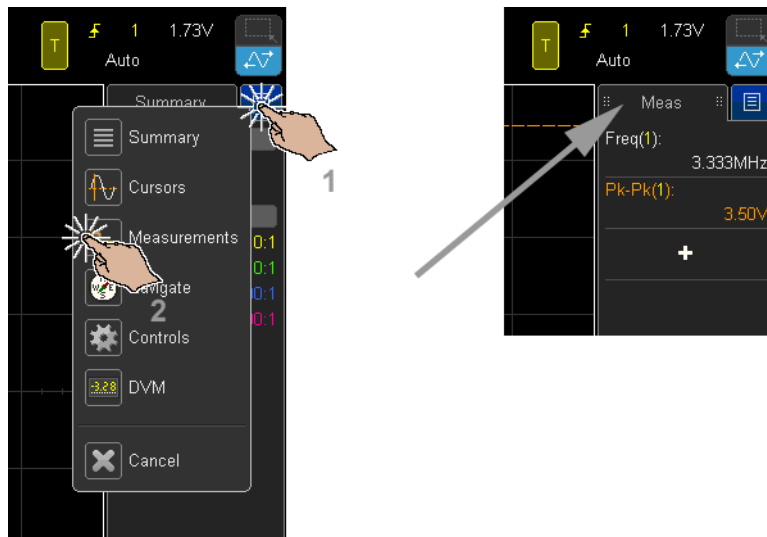 T
1
1.73V
Auto
Summary
Summary
Cursors
Measurements
Navigate
Controls
DVM
Cancel
0:1
0:1
0:1
0:1
1
2
-3.28
T
1
1.73V
Auto
Meas
Freq(1):
3.333MHz
Pk-Pk(1):
3.50V
+